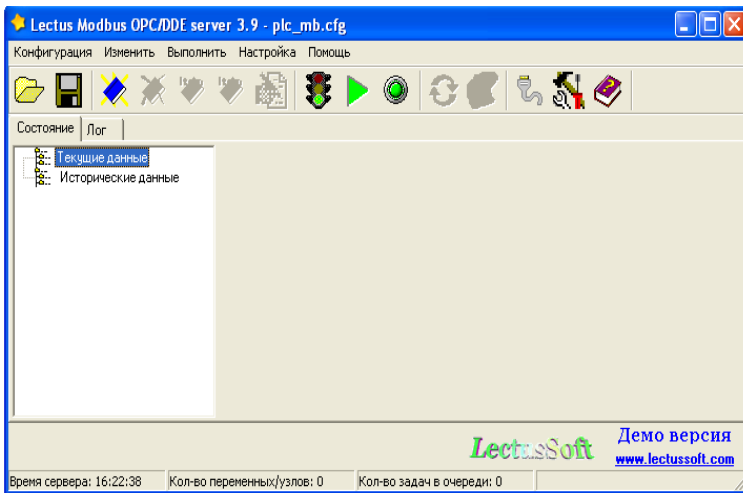 Lectus Modbus OPC/DDE server 3.9 - plc_mb.cfg
Конфигурация Изменить Выполнить Настройка Помощь
Состояние Лог
Текущие данные
Исторические данные
LectusSoft
Демо версия
www.lectussoft.com
Время сервера: 16:22:38 Кол-во переменных/узлов: 0 Кол-во задач в очереди: 0